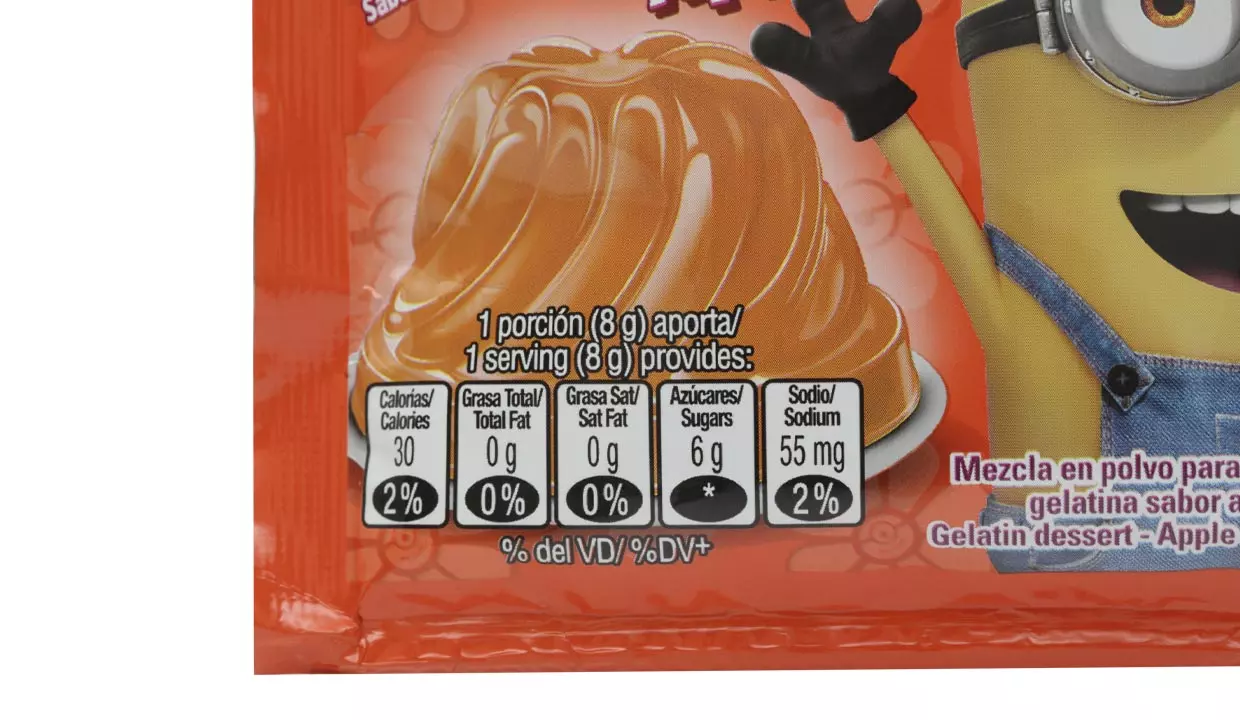 1 porción (8 g) aporta/
1 serving (8 g) provides:
Calorías/
Calories
30
2%
Grasa Total/
Total Fat
0 g
0%
Grasa Sat/
Sat Fat
0 g
0%
Azúcares/
Sugars
6 g
*
Sodio/
Sodium
55 mg
2%
% del VD/ %DV+
Mezcla en polvo para
gelatina sabor a
Gelatin dessert - Apple